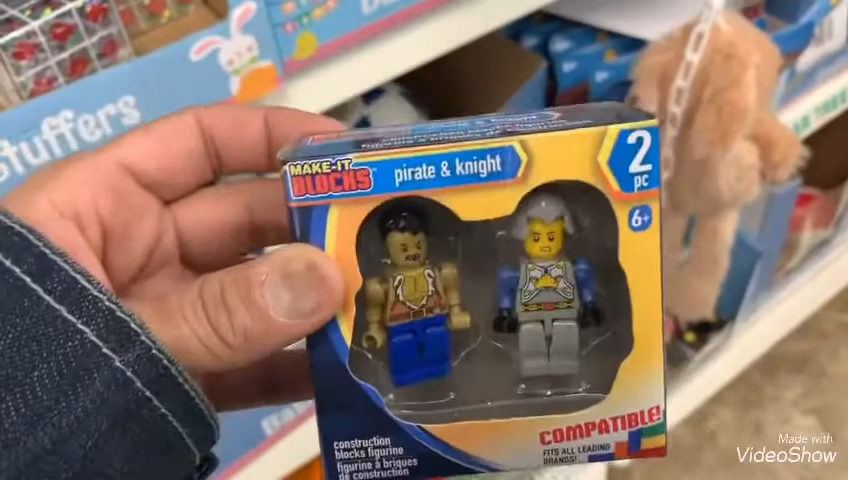 Stuffers
MAKE-IT
BLOCKS
pirate & knight
2
pc
6+
construction
blocks figurine
figurine à briques
de construction
COMPATIBLE!
FITS ALL LEADING
BRANDS!
Made with
VideoShow